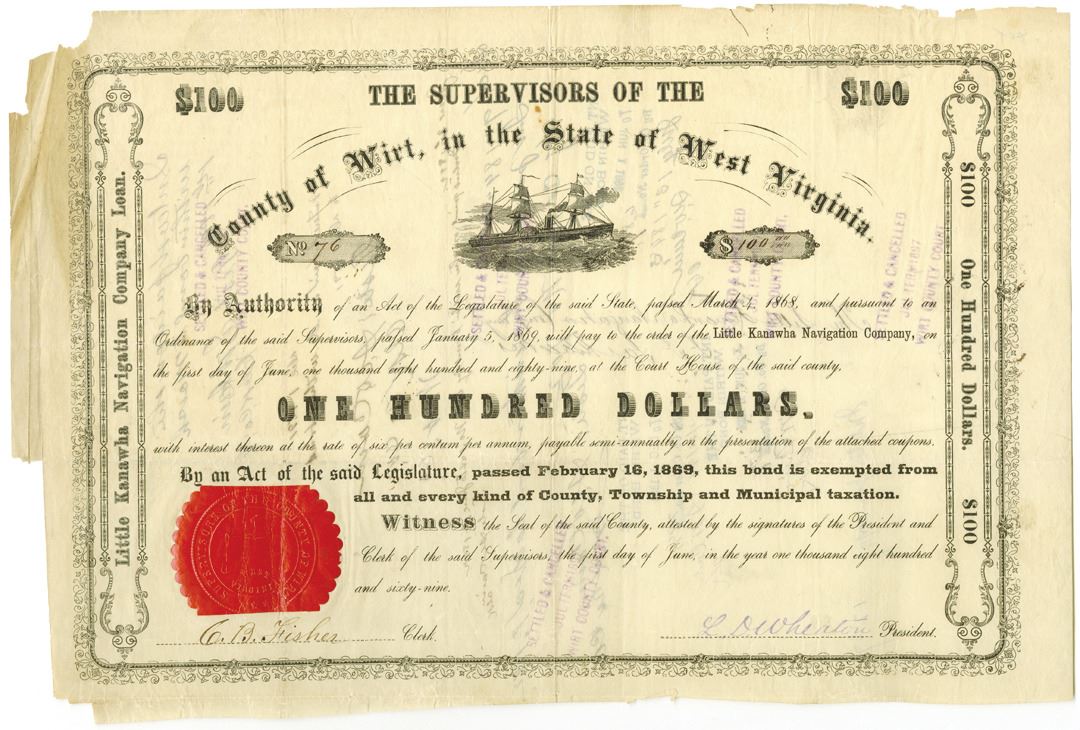 $100 THE SUPERVISORS OF THE $100
County of Wirt, in the State of West Virginia.
No 76
$ 100
By Authority of an Act of the Legislature of the said State, passed March 1, 1868, and pursuant to an
Ordinance of the said Supervisors, passed January 5, 1869, will pay to the order of the Little Kanawha Navigation Company, on
the first day of June, one thousand eight hundred and eighty-nine, at the Court House of the said county,
ONE HUNDRED DOLLARS.
with interest thereon at the rate of six per centum per annum, payable semi-annually on the presentation of the attached coupons.
By an Act of the said Legislature, passed February 16, 1869, this bond is exempted from
all and every kind of County, Township and Municipal taxation.
Witness the Seal of the said County, attested by the signatures of the President and
Clerk of the said Supervisors, the first day of June, in the year one thousand eight hundred
and sixty-nine.
C. B. Fisher Clerk.
President.
Little Kanawha Navigation Company Loan.
$100 One Hundred Dollars. $100
SETTLED & CANCELLED